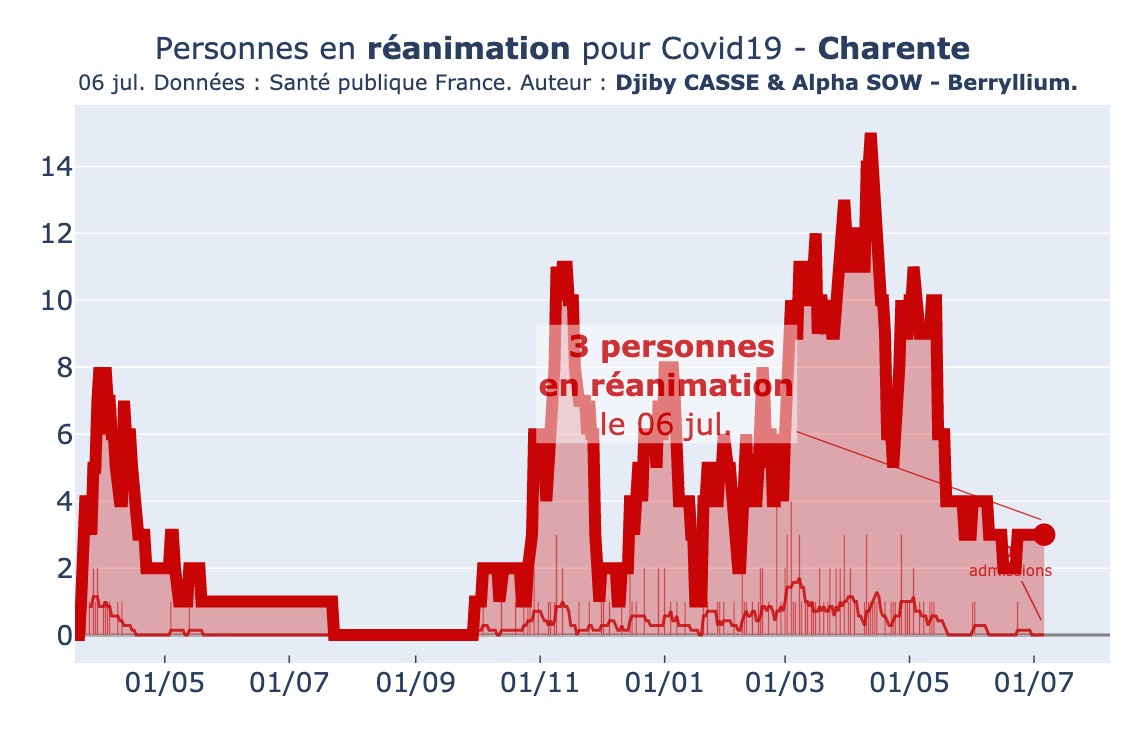 Personnes en réanimation pour Covid19 - Charente
06 jul. Données : Santé publique France. Auteur : Djiby CASSE & Alpha SOW - Berryllium.
14
12
10
8
6
4
2
0
3 personnes
en réanimation
le 06 jul.
admissions
01/05 01/07 01/09 01/11 01/01 01/03 01/05 01/07